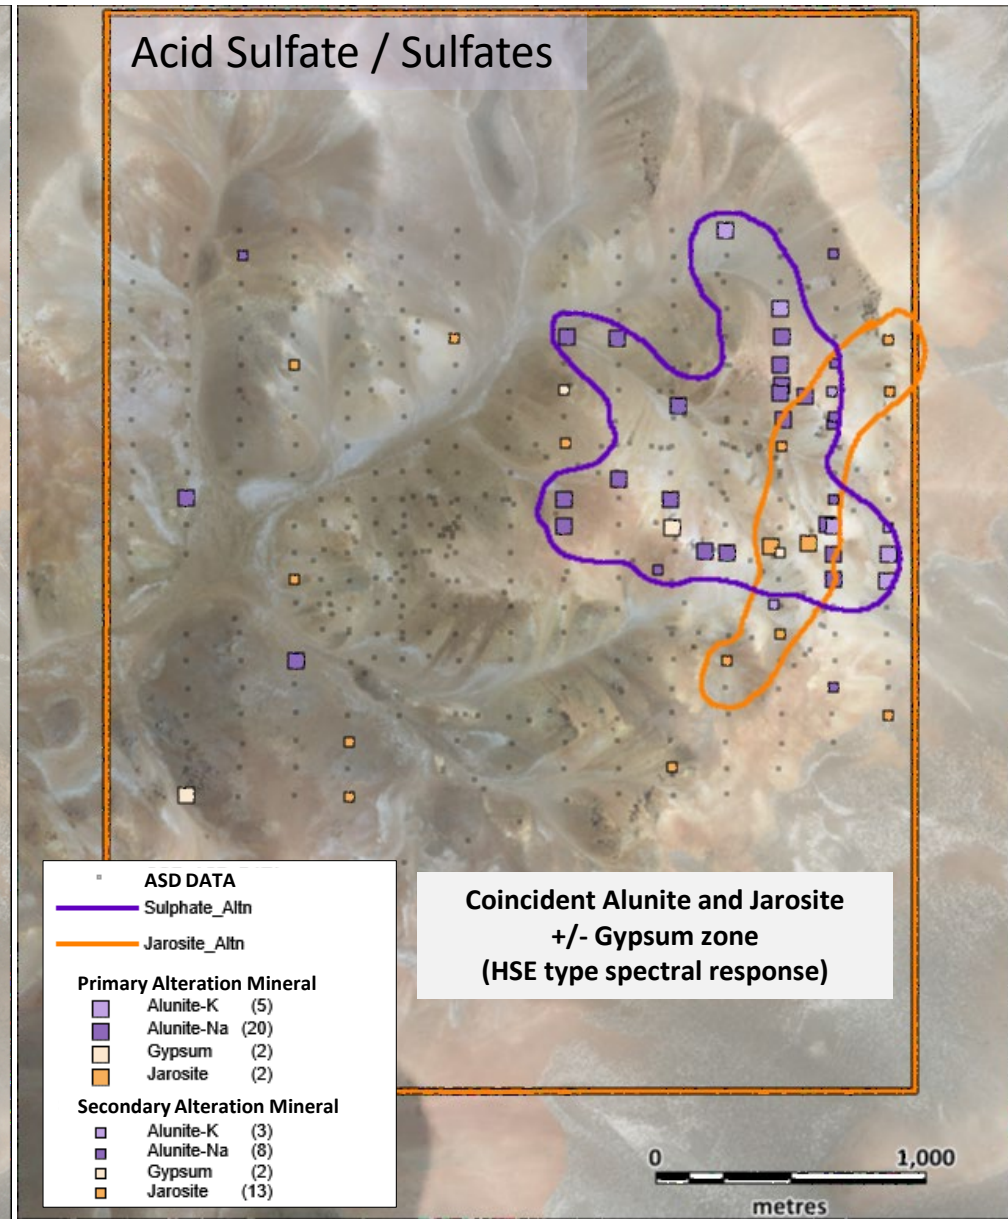 Acid Sulfate / Sulfates
ASD DATA
Sulphate_Altn
Jarosite_Altn
Primary Alteration Mineral
Alunite-K (5)
Alunite-Na (20)
Gypsum (2)
Jarosite (2)
Secondary Alteration Mineral
Alunite-K (3)
Alunite-Na (8)
Gypsum (2)
Jarosite (13)
Coincident Alunite and Jarosite
+/- Gypsum zone
(HSE type spectral response)
0 1,000
metres